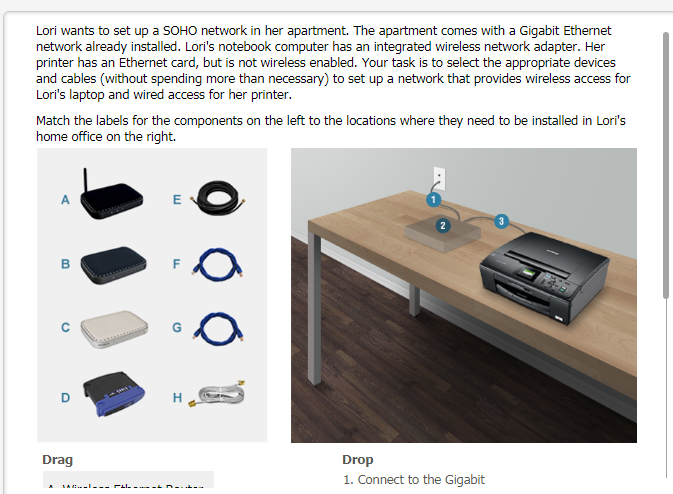 Lori wants to set up a SOHO network in her apartment. The apartment comes with a Gigabit Ethernet
network already installed. Lori's notebook computer has an integrated wireless network adapter. Her
printer has an Ethernet card, but is not wireless enabled. Your task is to select the appropriate devices
and cables (without spending more than necessary) to set up a network that provides wireless access for
Lori's laptop and wired access for her printer.
Match the labels for the components on the left to the locations where they need to be installed in Lori's
home office on the right.
A
E
B
F
C
G
D
H
1
2
3
Drag
Drop
A. Wireless Ethernet Router
1. Connect to the Gigabit